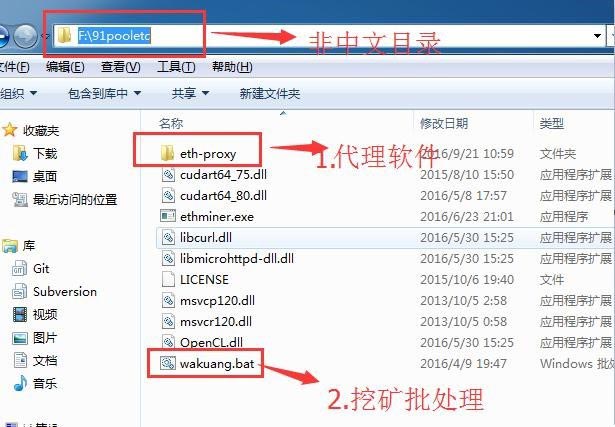 F:\91pooletc
非中文目录
文件(F) 编辑(E) 查看(V) 工具(T) 帮助(H)
组织 包含到库中 共享 新建文件夹
名称 修改日期 类型
收藏夹
下载
桌面
最近访问的位置
库
Git
Subversion
视频
图片
文档
音乐
eth-proxy 2016/9/21 10:59 文件夹
1.代理软件
cudart64_75.dll 2015/8/10 15:50 应用程序扩展
cudart64_80.dll 2016/5/8 17:57 应用程序扩展
ethminer.exe 2016/6/23 21:01 应用程序
libcurl.dll 2016/5/30 15:25 应用程序扩展
libmicrohttpd-dll.dll 2016/5/30 15:25 应用程序扩展
LICENSE 2015/10/6 19:40 文件
msvcp120.dll 2013/10/5 2:58 应用程序扩展
msvcr120.dll 2013/10/5 0:58 应用程序扩展
OpenCL.dll 2016/5/30 15:25 应用程序扩展
wakuang.bat 2016/4/9 19:47 Windows 批
2.挖矿批处理